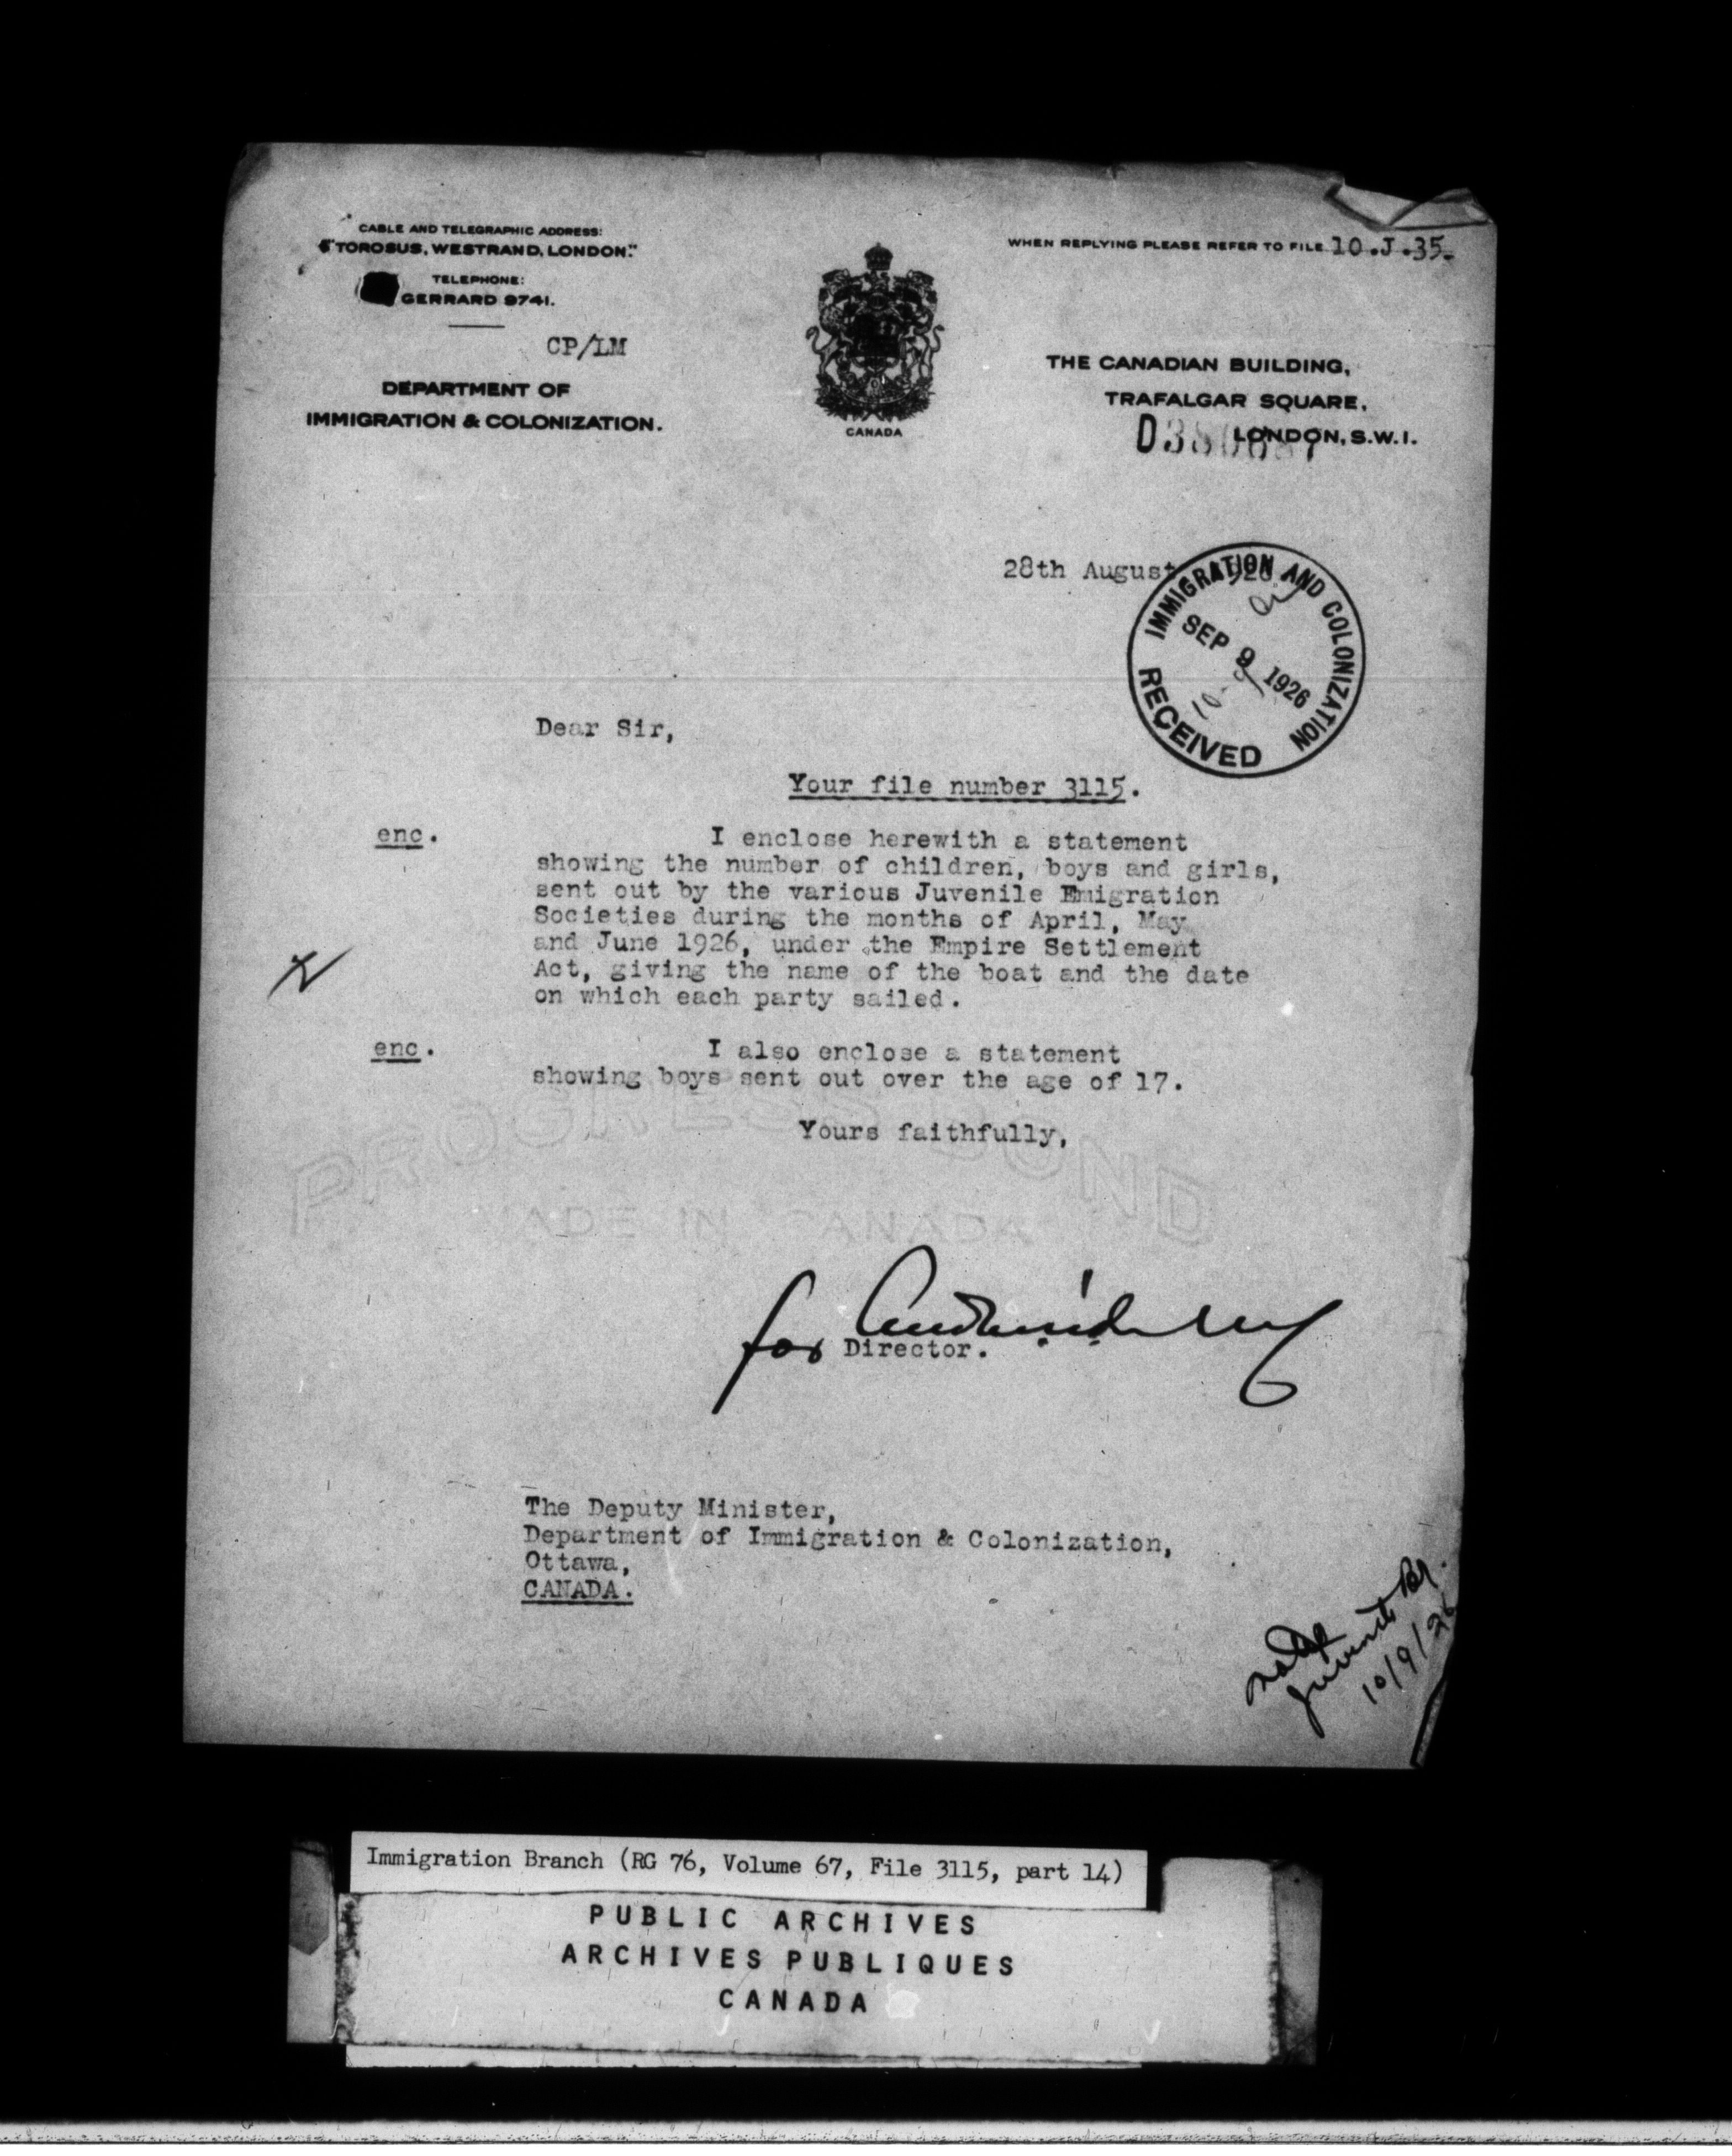 CABLE AND TELEGRAPHIC ADDRESS:
"TOROSUS, WESTRAND, LONDON."
TELEPHONE:
GERRARD 9741.
CP/LM
DEPARTMENT OF
IMMIGRATION & COLONIZATION.
CANADA
WHEN REPLYING PLEASE REFER TO FILE 10.J.35.
THE CANADIAN BUILDING,
TRAFALGAR SQUARE,
LONDON, S.W.1.
28th August
IMMIGRATION AND COLONIZATION
SEP 9 1926
RECEIVED
Dear Sir,
Your file number 3115.
enc. I enclose herewith a statement
showing the number of children, boys and girls,
sent out by the various Juvenile Emigration
Societies during the months of April, May
and June 1926, under the Empire Settlement
Act, giving the name of the boat and the date
on which each party sailed.
enc. I also enclose a statement
showing boys sent out over the age of 17.
PROGRESS BOND
MADE IN CANADA
Yours faithfully,
for
Director.
The Deputy Minister,
Department of Immigration & Colonization,
Ottawa,
CANADA.
10/9/26
Immigration Branch (RG 76, Volume 67, File 3115, part 14)
PUBLIC ARCHIVES
ARCHIVES PUBLIQUES
CANADA